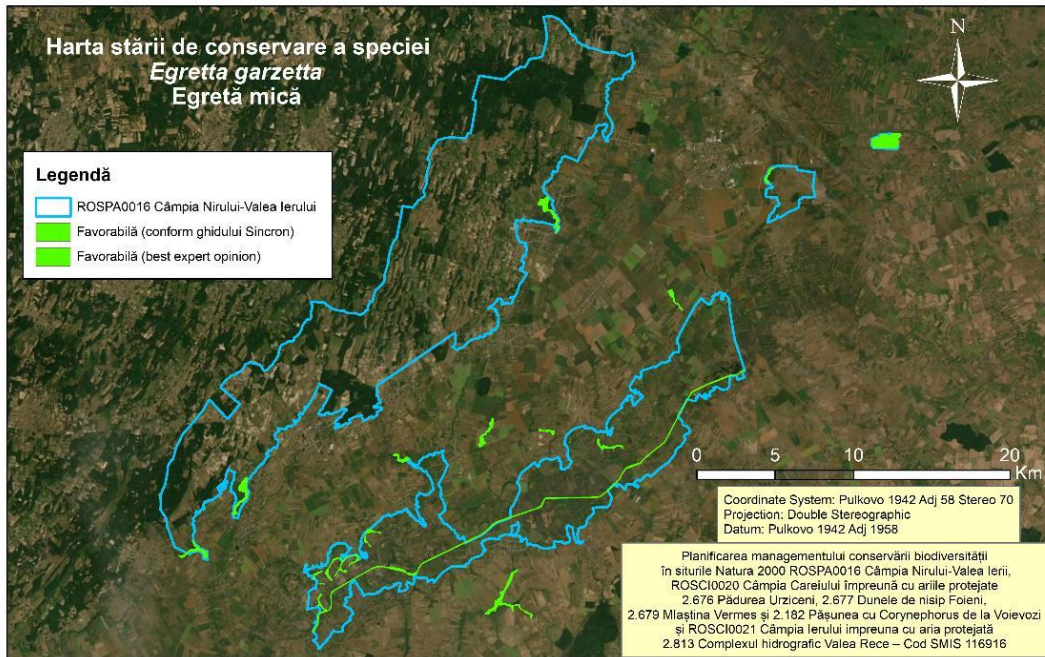 Harta stării de conservare a speciei
Egretta garzetta
Egretă mică
N
Legendă
ROSPA0016 Câmpia Nirului-Valea Ierului
Favorabilă (conform ghidului Sincron)
Favorabilă (best expert opinion)
0 5 10 20
Km
Coordinate System: Pulkovo 1942 Adj 58 Stereo 70
Projection: Double Stereographic
Datum: Pulkovo 1942 Adj 1958
Planificarea managementului conservării biodiversității
în siturile Natura 2000 ROSPA0016 Câmpia Nirului-Valea Ierii,
ROSCI0020 Câmpia Careiului împreună cu ariile protejate
2.676 Pădurea Urziceni, 2.677 Dunele de nisip Foieni,
2.679 Mlaștina Vermes și 2.182 Pășunea cu Corynephorus de la Voievozi
și ROSCI0021 Câmpia Ierului impreuna cu aria protejată
2.813 Complexul hidrografic Valea Rece – Cod SMIS 116916